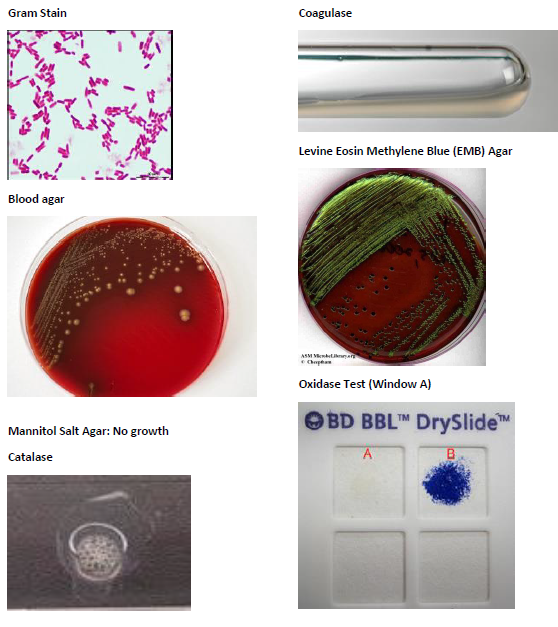 Gram Stain
Blood agar
Mannitol Salt Agar: No growth
Catalase
Coagulase
Levine Eosin Methylene Blue (EMB) Agar
ASM MicrobeLibrary.org
© Cheeptham
Oxidase Test (Window A)
BD BBL™ DrySlide™
A
B